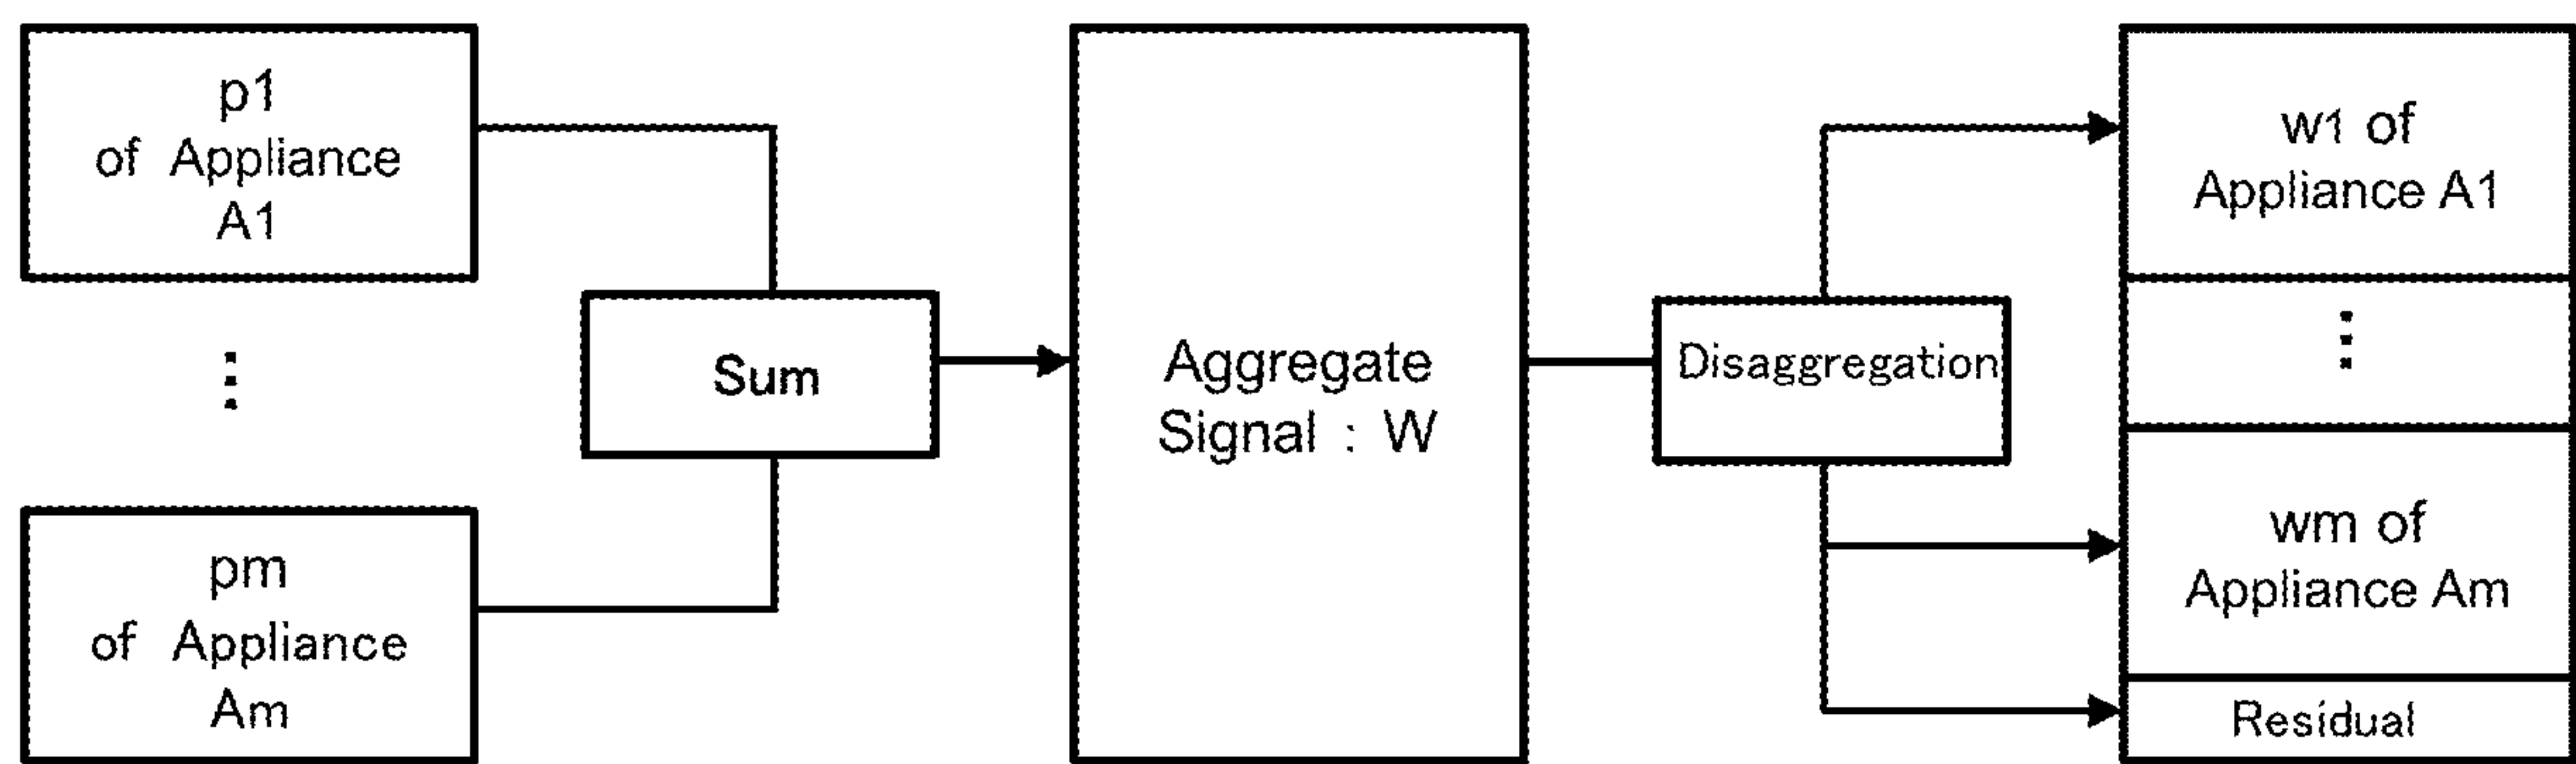 p1
of Appliance
A1
⋮
pm
of Appliance
Am
Sum
Aggregate
Signal : W
Disaggregation
w1 of
Appliance A1
⋮
wm of
Appliance Am
Residual